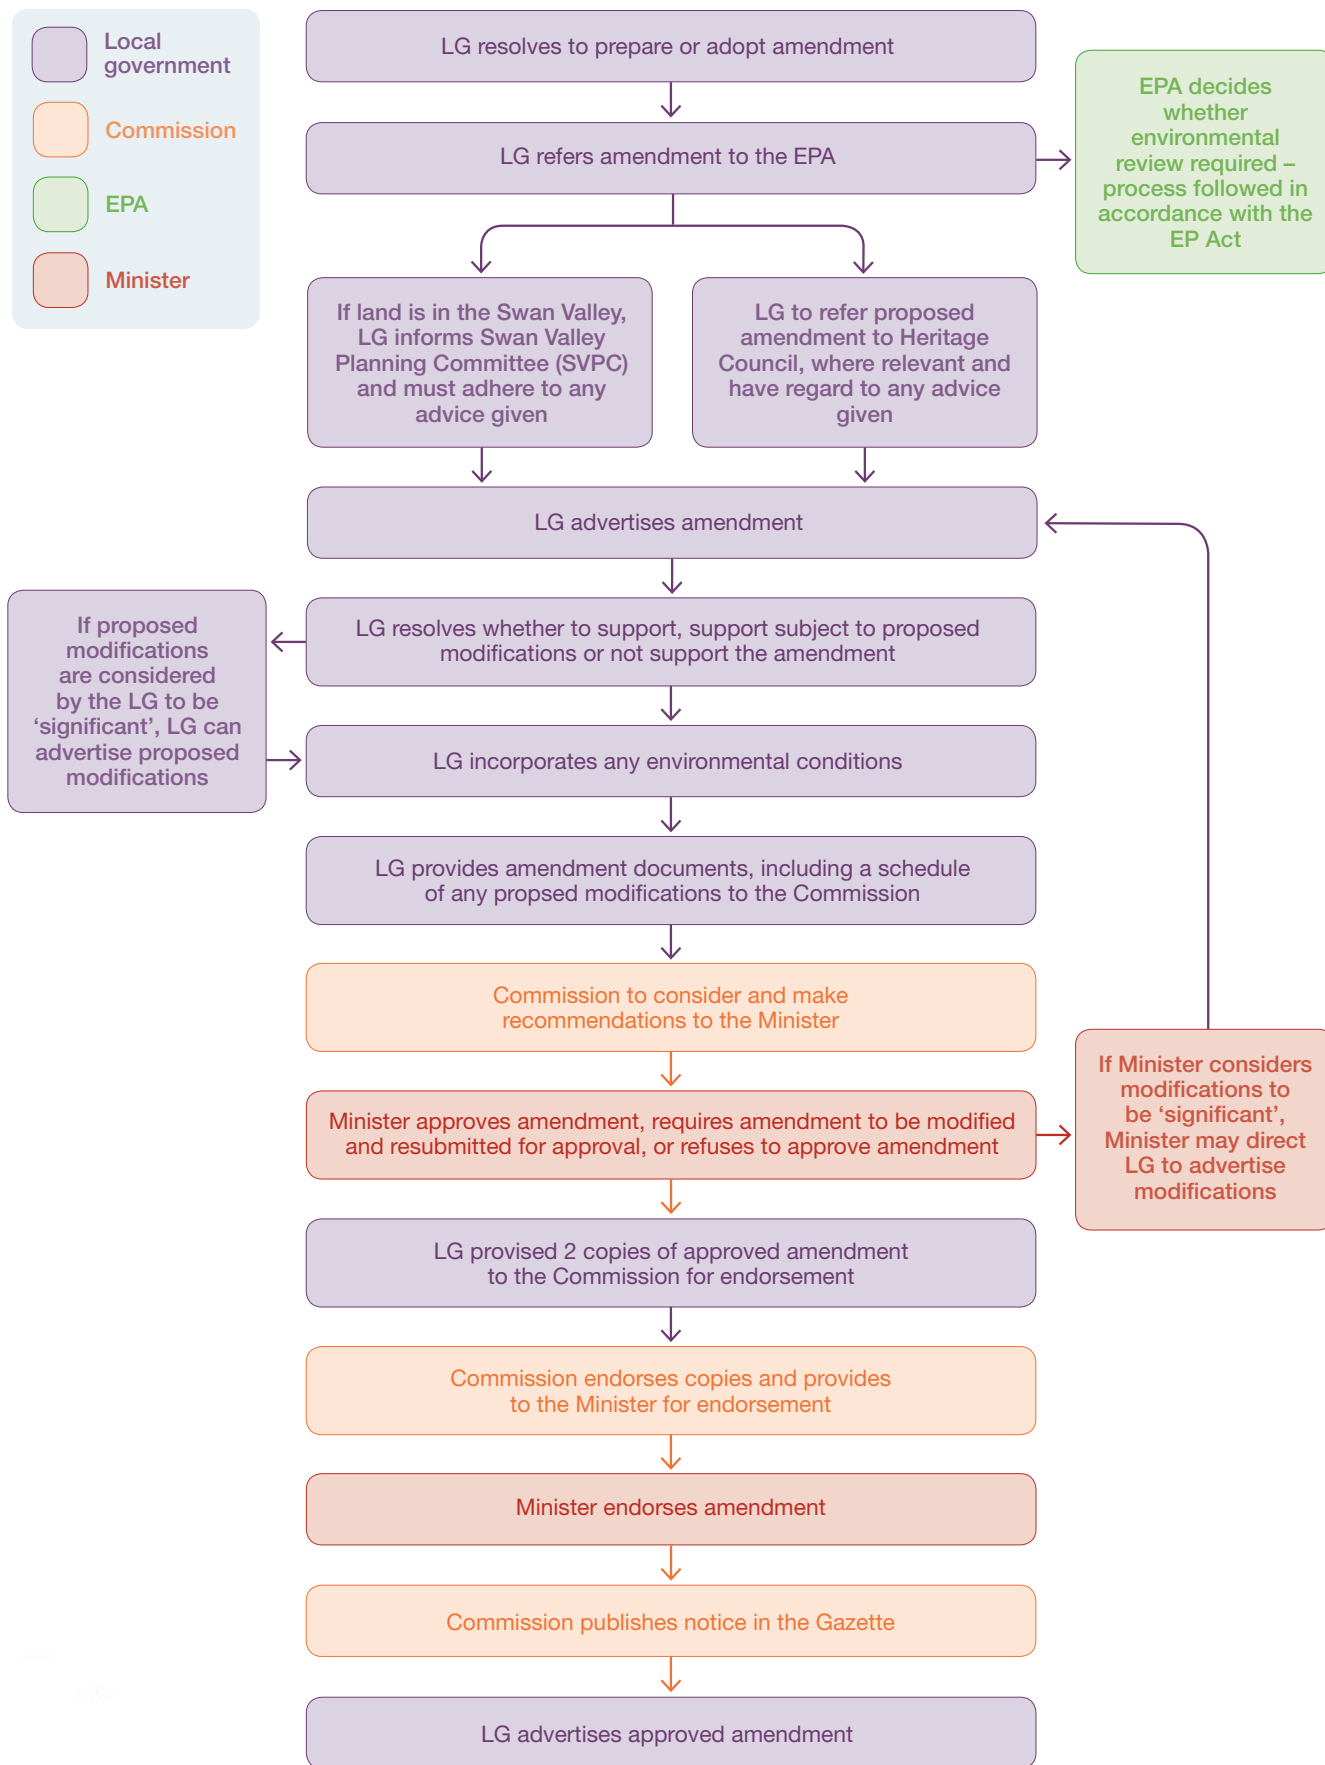 Local
government
Commission
EPA
Minister
LG resolves to prepare or adopt amendment
LG refers amendment to the EPA
EPA decides
whether
environmental
review required –
process followed in
accordance with the
EP Act
If land is in the Swan Valley,
LG informs Swan Valley
Planning Committee (SVPC)
and must adhere to any
advice given
LG to refer proposed
amendment to Heritage
Council, where relevant and
have regard to any advice
given
LG advertises amendment
LG resolves whether to support, support subject to proposed
modifications or not support the amendment
If proposed
modifications
are considered
by the LG to be
‘significant’, LG can
advertise proposed
modifications
LG incorporates any environmental conditions
LG provides amendment documents, including a schedule
of any propsed modifications to the Commission
Commission to consider and make
recommendations to the Minister
Minister approves amendment, requires amendment to be modified
and resubmitted for approval, or refuses to approve amendment
If Minister considers
modifications to
be ‘significant’,
Minister may direct
LG to advertise
modifications
LG provised 2 copies of approved amendment
to the Commission for endorsement
Commission endorses copies and provides
to the Minister for endorsement
Minister endorses amendment
Commission publishes notice in the Gazette
LG advertises approved amendment